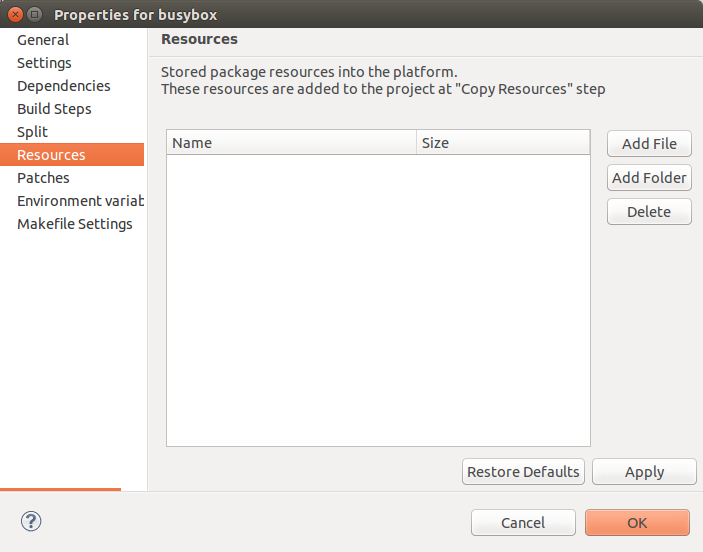 Properties for busybox
General
Settings
Dependencies
Build Steps
Split
Resources
Patches
Environment variab
Makefile Settings
Resources
Stored package resources into the platform.
These resources are added to the project at "Copy Resources" step
Name Size
Add File
Add Folder
Delete
Restore Defaults Apply
? Cancel OK